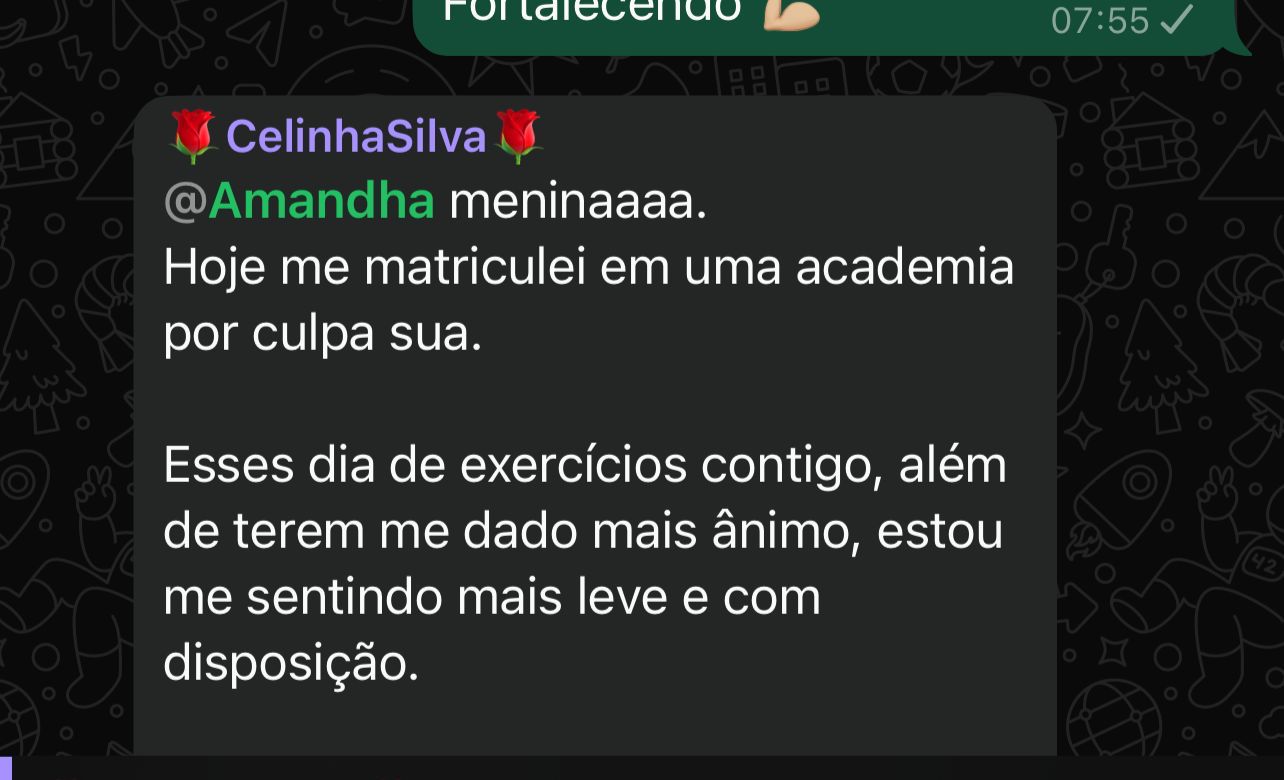 Fortalecendo 💪🏼
07:55
🌹CelinhaSilva🌹
@Amandha meninaaaa.
Hoje me matriculei em uma academia
por culpa sua.
Esses dia de exercícios contigo, além
de terem me dado mais ânimo, estou
me sentindo mais leve e com
disposição.